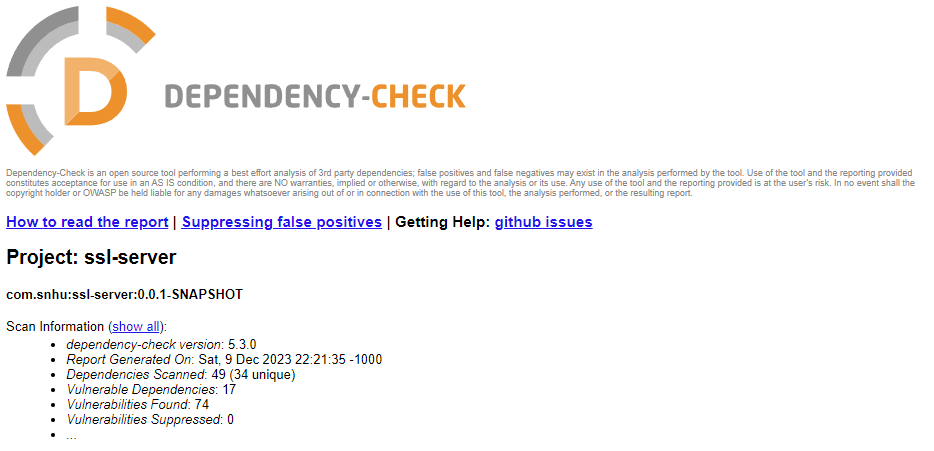 DEPENDENCY-CHECK
Dependency-Check is an open source tool performing a best effort analysis of 3rd party dependencies; false positives and false negatives may exist in the analysis performed by the tool. Use of the tool and the reporting provided
constitutes acceptance for use in an AS IS condition, and there are NO warranties, implied or otherwise, with regard to the analysis or its use. Any use of the tool and the reporting provided is at the user's risk. In no event shall the
copyright holder or OWASP be held liable for any damages whatsoever arising out of or in connection with the use of this tool, the analysis performed, or the resulting report.
How to read the report | Suppressing false positives | Getting Help: github issues
Project: ssl-server
com.snhu:ssl-server:0.0.1-SNAPSHOT
Scan Information (show all):
• dependency-check version: 5.3.0
• Report Generated On: Sat, 9 Dec 2023 22:21:35 -1000
• Dependencies Scanned: 49 (34 unique)
• Vulnerable Dependencies: 17
• Vulnerabilities Found: 74
• Vulnerabilities Suppressed: 0
• ...